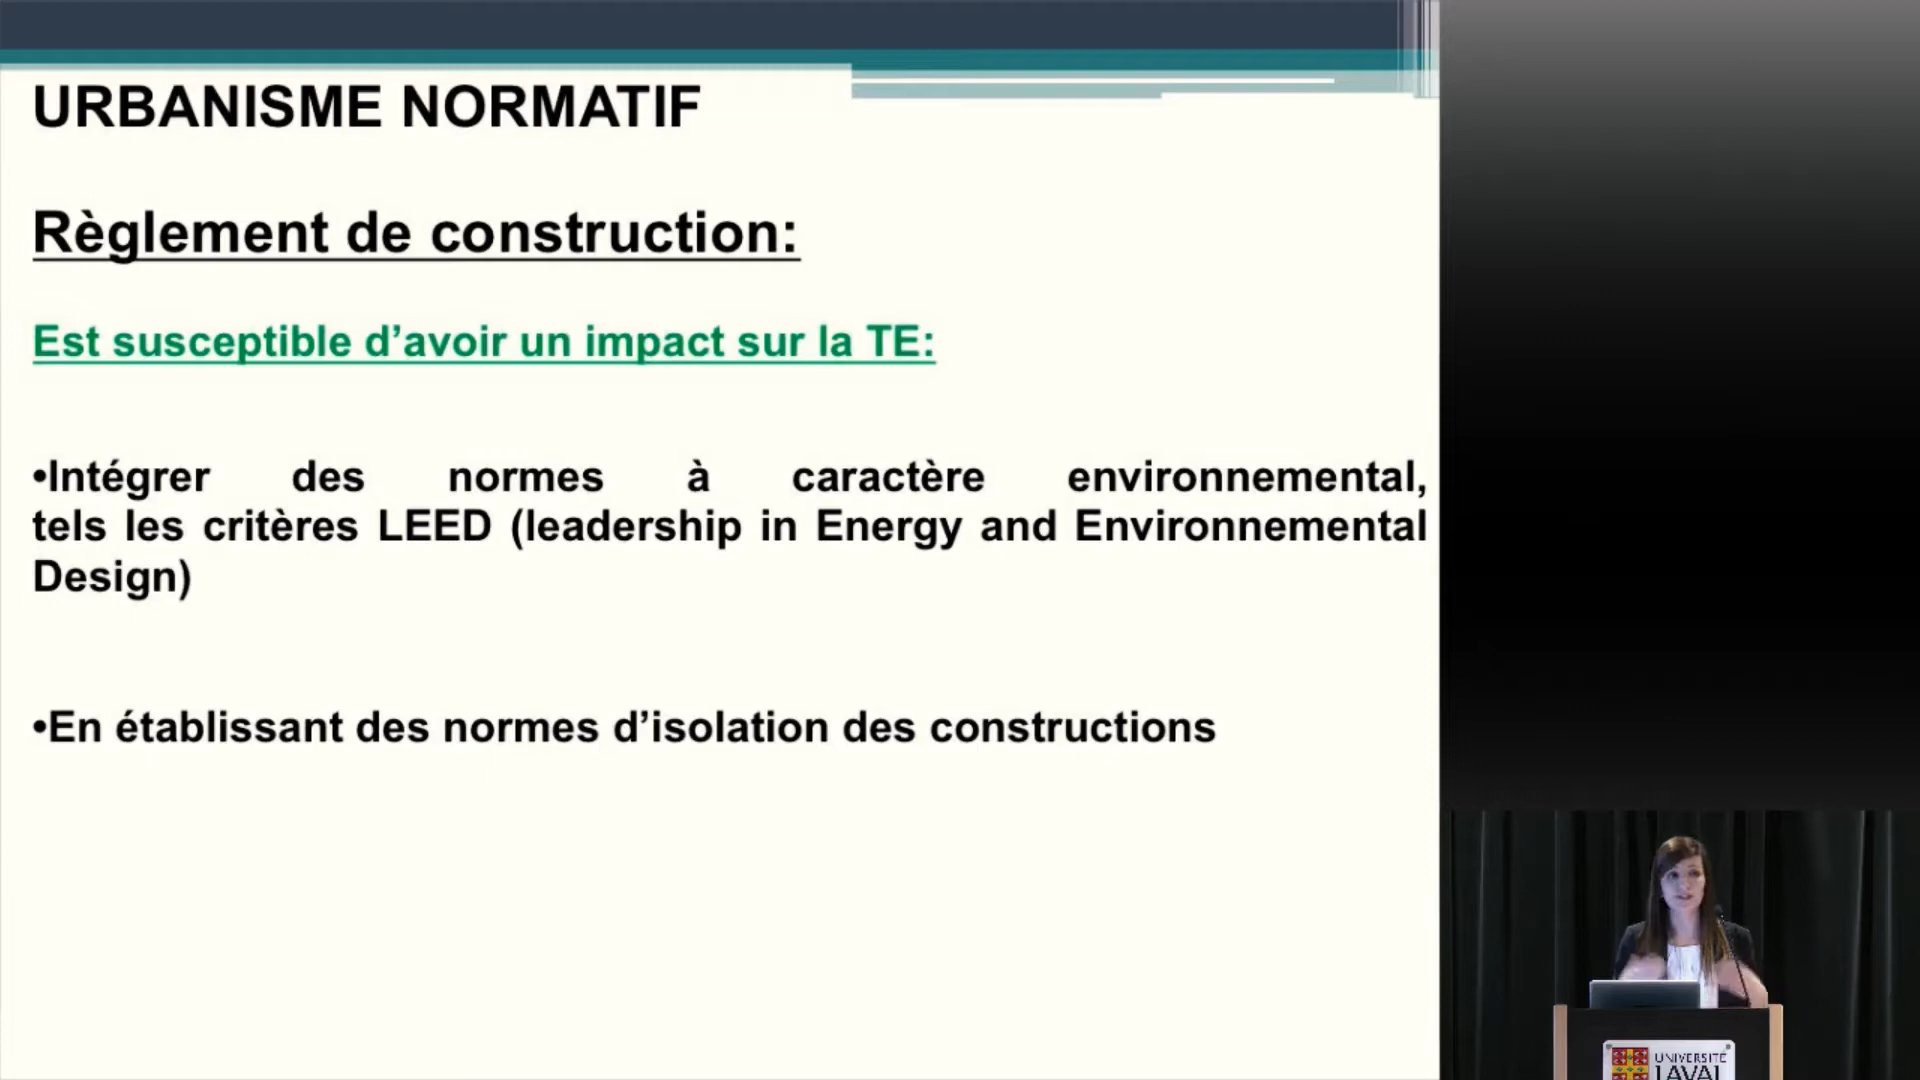 URBANISME NORMATIF
Règlement de construction:
Est susceptible d’avoir un impact sur la TE:
•Intégrer des normes à caractère environnemental,
tels les critères LEED (leadership in Energy and Environnemental
Design)
•En établissant des normes d’isolation des constructions
UNIVERSITÉ
LAVAL